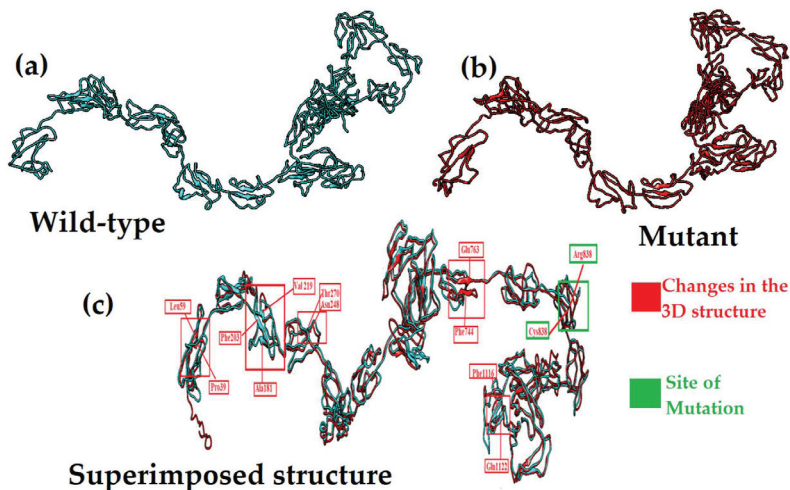 (a)
(b)
Wild-type
Mutant
(c)
Leu59
Pro39
Phe203
Val 219
Ala181
Thr270
Asn248
Gln763
Phe744
Arg838
Cys838
Phe1116
Gln1122
Changes in the
3D structure
Site of
Mutation
Superimposed structure